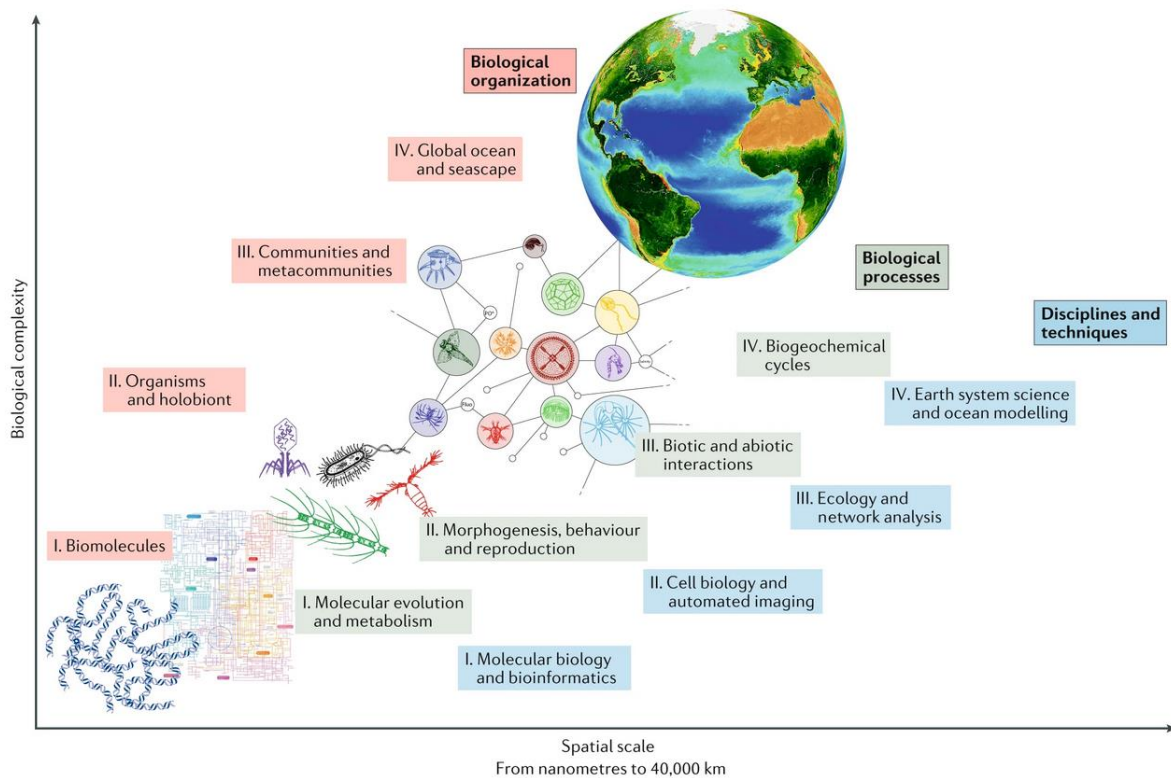 Biological
organization
IV. Global ocean
and seascape
III. Communities and
metacommunities
Biological
processes
Disciplines and
techniques
IV. Biogeochemical
cycles
II. Organisms
and holobiont
IV. Earth system science
and ocean modelling
III. Biotic and abiotic
interactions
III. Ecology and
network analysis
II. Morphogenesis, behaviour
and reproduction
I. Biomolecules
II. Cell biology and
automated imaging
I. Molecular evolution
and metabolism
I. Molecular biology
and bioinformatics
Biological complexity
Spatial scale
From nanometres to 40,000 km